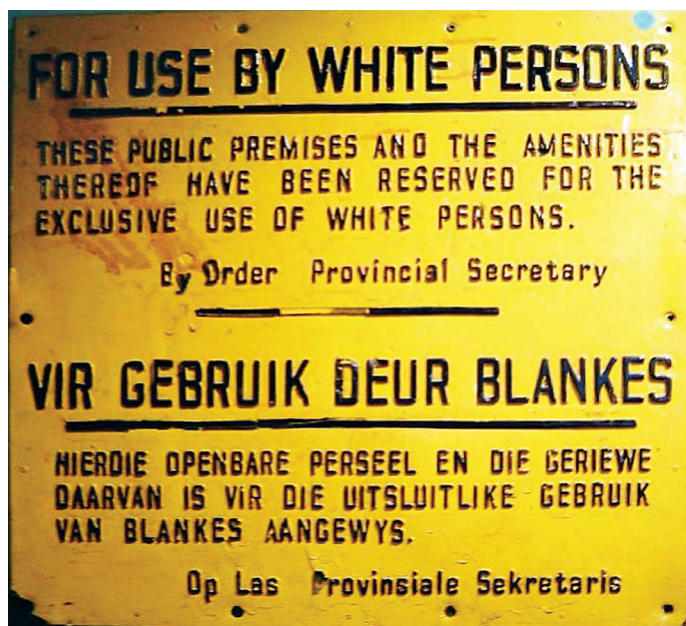 FOR USE BY WHITE PERSONS
THESE PUBLIC PREMISES AND THE AMENITIES
THEREOF HAVE BEEN RESERVED FOR THE
EXCLUSIVE USE OF WHITE PERSONS.
By Order Provincial Secretary
VIR GEBRUIK DEUR BLANKES
HIERDIE OPENBARE PERSEEL EN DIE GERIEWE
DAARVAN IS VIR DIE UITSLUITLIKE GEBRUIK
VAN BLANKES AANGEWYS.
Op Las Provinsiale Sekretaris